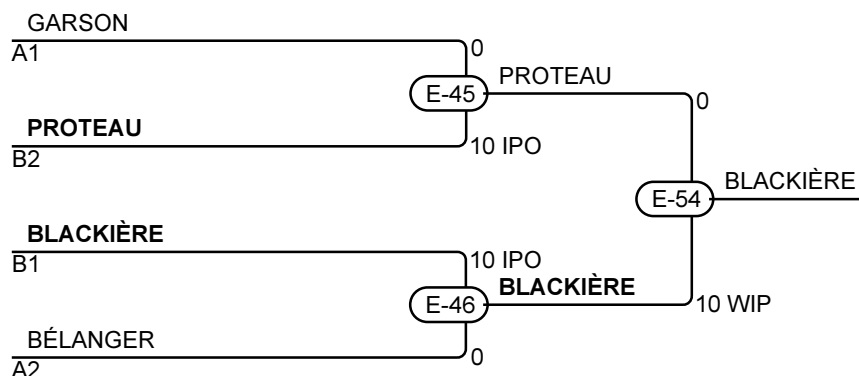 GARSON
A1
0
E-45
PROTEAU
0
PROTEAU
B2
10 IPO
E-54
BLACKIÈRE
BLACKIÈRE
B1
10 IPO
E-46
BLACKIÈRE
10 WIP
BÉLANGER
A2
0